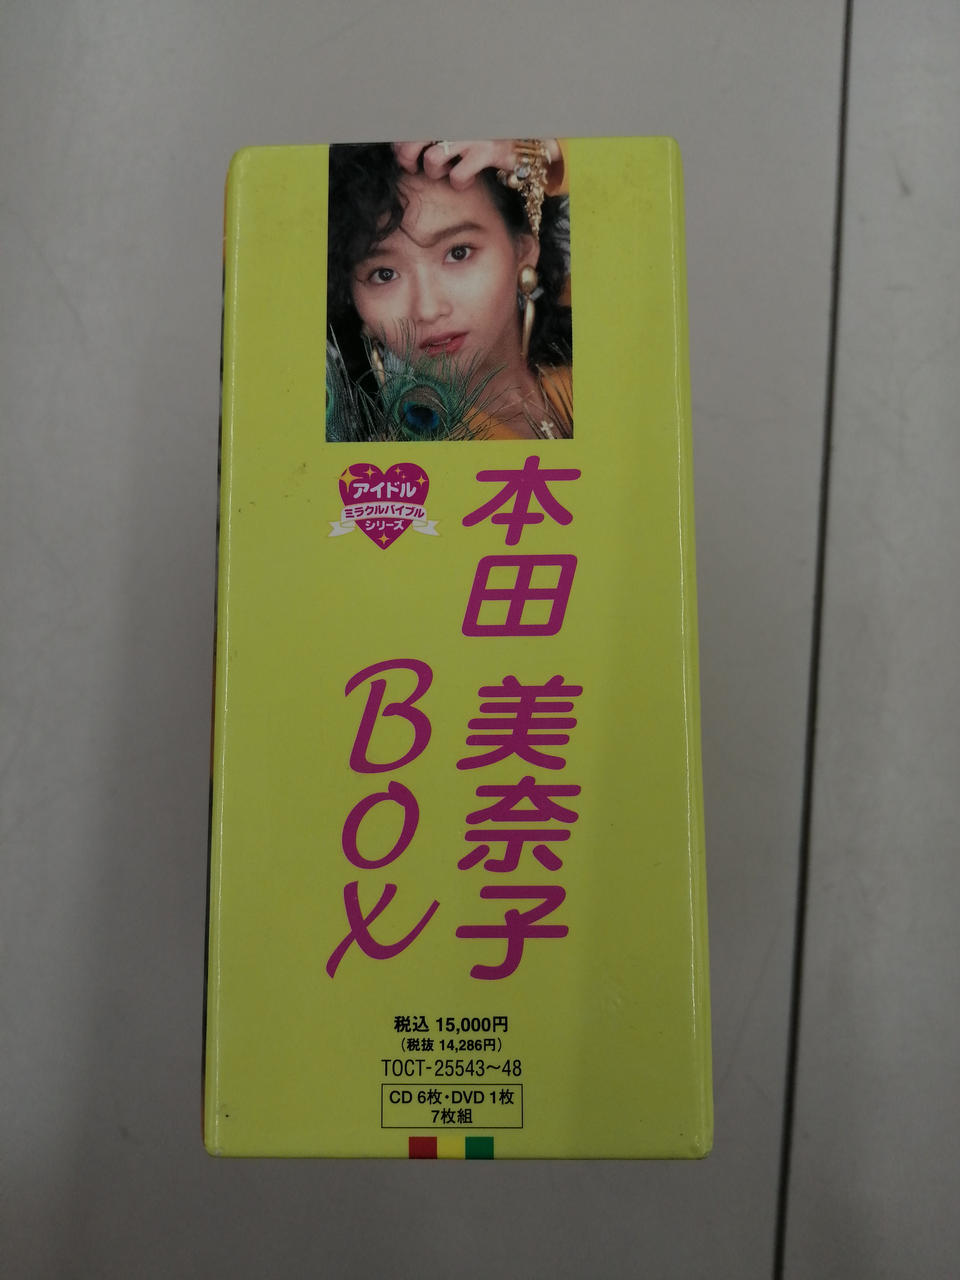 アイドル
ミラクルバイブル
シリーズ
本田 美奈子
BOX
税込 15,000円
（税抜 14,286円）
TOCT-25543〜48
CD 6枚・DVD 1枚
7枚組